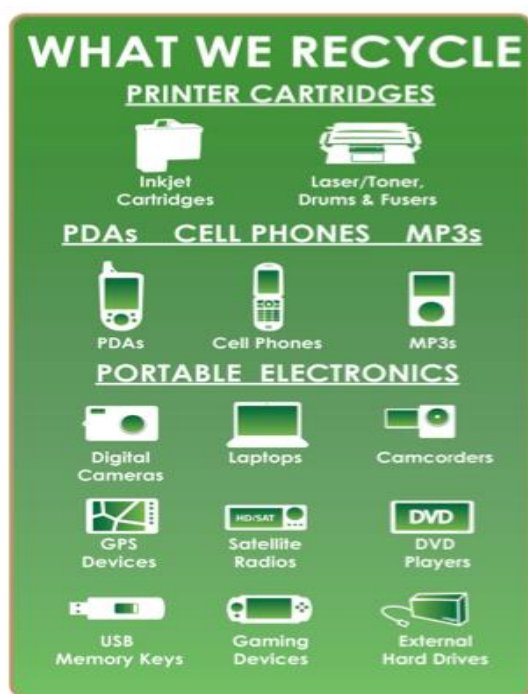 WHAT WE RECYCLE
PRINTER CARTRIDGES
Inkjet
Cartridges
Laser/Toner,
Drums & Fusers
PDAs CELL PHONES MP3s
PDAs
Cell Phones
MP3s
PORTABLE ELECTRONICS
Digital
Cameras
Laptops
Camcorders
GPS
Devices
HD/SAT
Satellite
Radios
DVD
DVD
Players
USB
Memory Keys
Gaming
Devices
External
Hard Drives